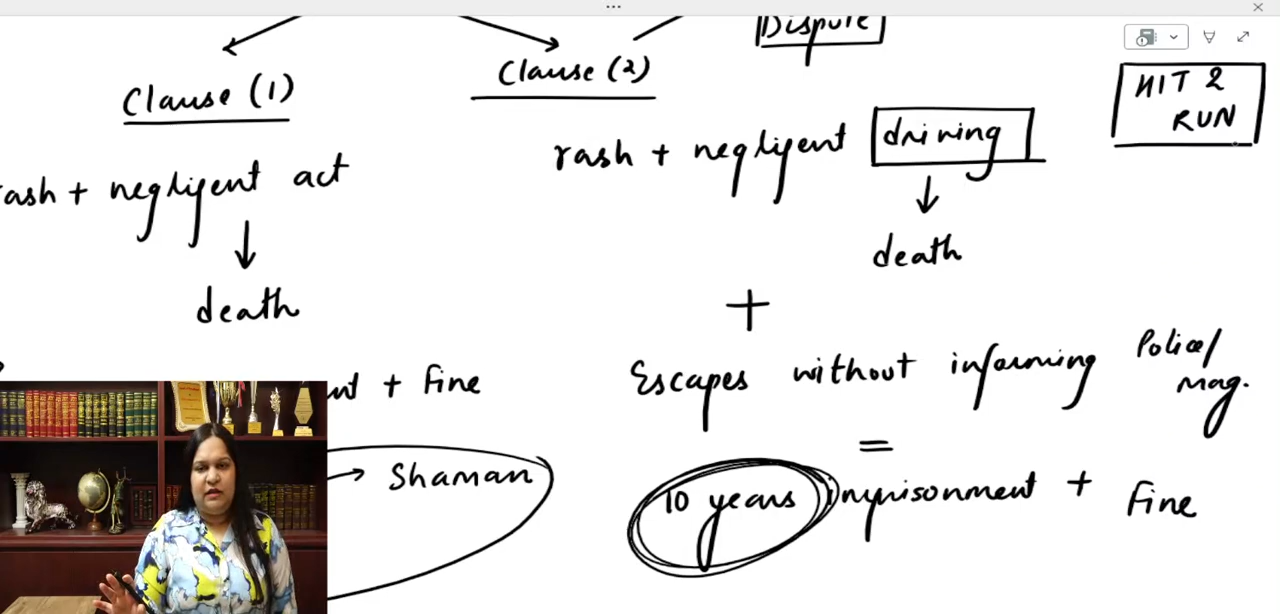 Dispute
HIT & RUN
Clause (1)
rash + negligent act
death
+ Fine
Shaman
Clause (2)
rash + negligent driving
death
+
Escapes without informing Police/
Mag.
=
10 years Imprisonment + Fine